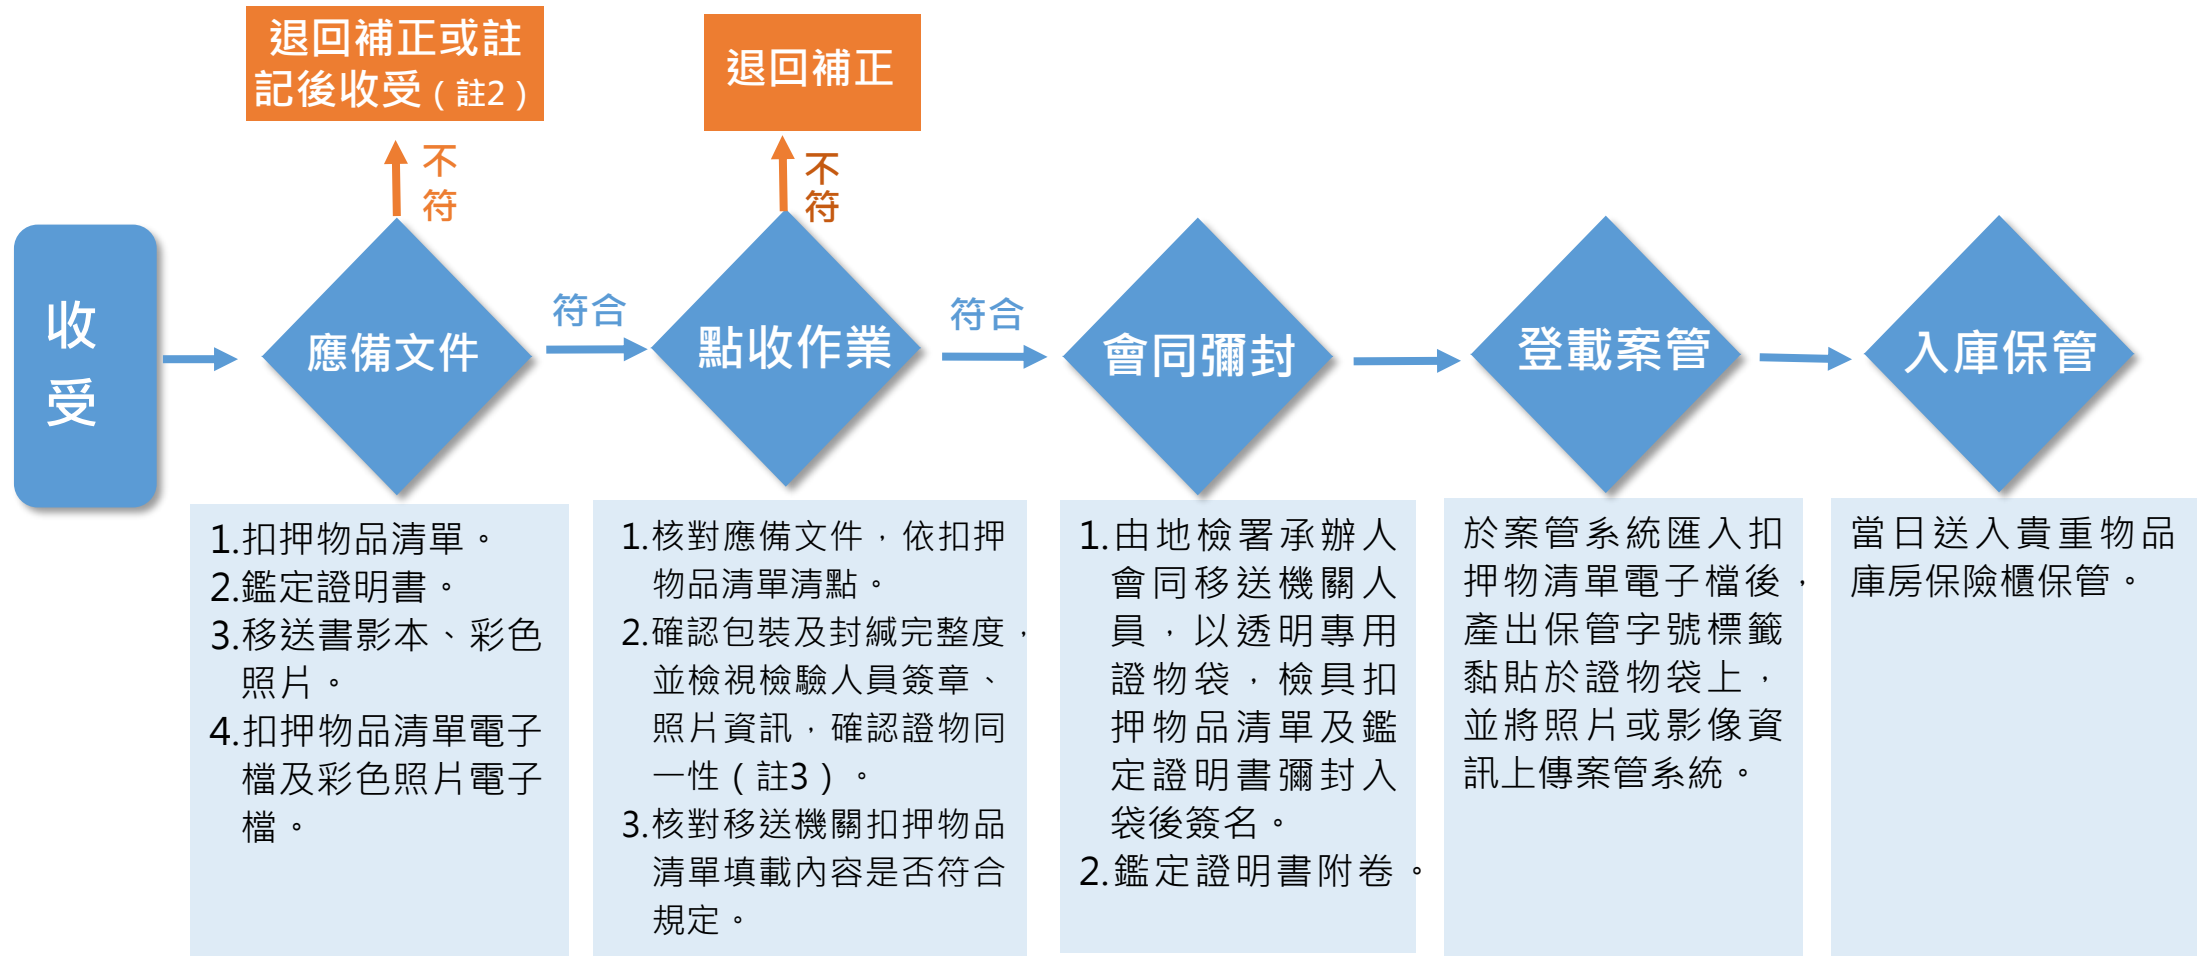 退回補正或註
記後收受（註2）
不
符
退回補正
不
符
收
受
應備文件
符合
點收作業
符合
會同彌封
登載案管
入庫保管
1.扣押物品清單。
2.鑑定證明書。
3.移送書影本、彩色
照片。
4.扣押物品清單電子
檔及彩色照片電子
檔。
1.核對應備文件，依扣押
物品清單清點。
2.確認包裝及封緘完整度，
並檢視檢驗人員簽章、
照片資訊，確認證物同
一性（註3）。
3.核對移送機關扣押物品
清單填載內容是否符合
規定。
1.由地檢署承辦人
會同移送機關人
員，以透明專用
證物袋，檢具扣
押物品清單及鑑
定證明書彌封入
袋後簽名。
2.鑑定證明書附卷。
於案管系統匯入扣
押物清單電子檔後，
產出保管字號標籤
黏貼於證物袋上，
並將照片或影像資
訊上傳案管系統。
當日送入貴重物品
庫房保險櫃保管。